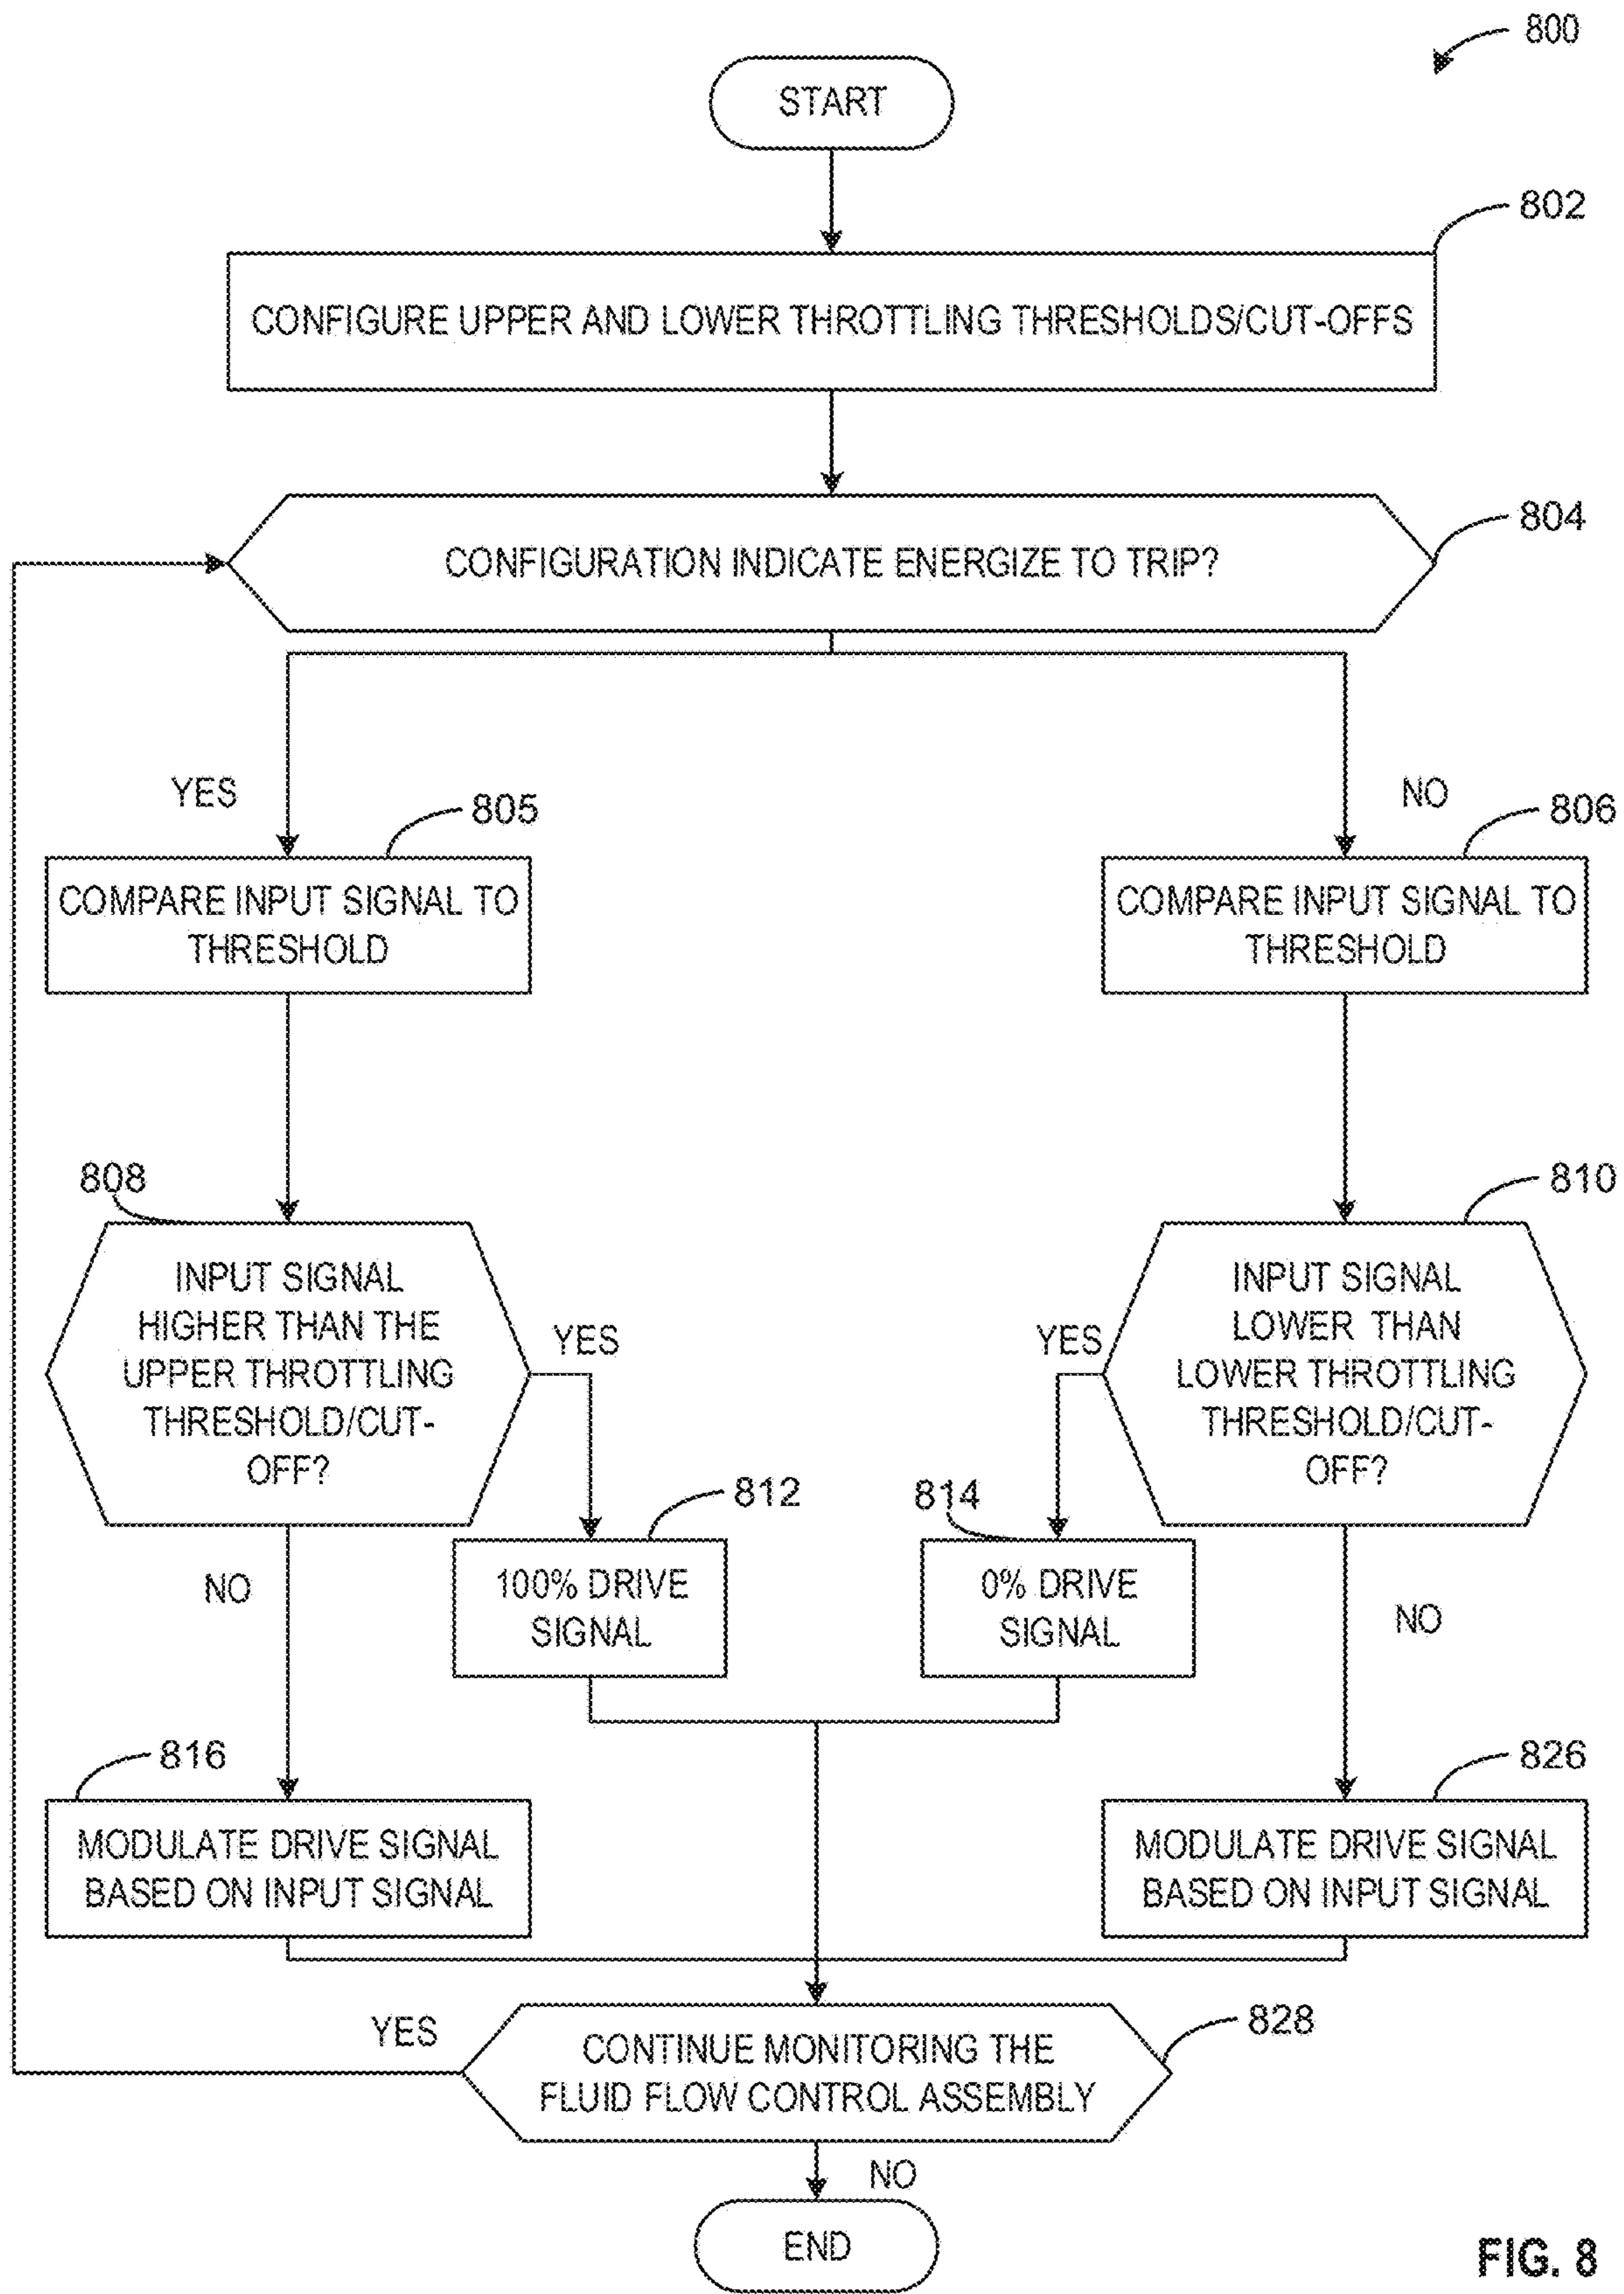 800
START
802
CONFIGURE UPPER AND LOWER THROTTLING THRESHOLDS/CUT-OFFS
804
CONFIGURATION INDICATE ENERGIZE TO TRIP?
YES
NO
805
806
COMPARE INPUT SIGNAL TO
THRESHOLD
COMPARE INPUT SIGNAL TO
THRESHOLD
808
810
INPUT SIGNAL
HIGHER THAN THE
UPPER THROTTLING
THRESHOLD/CUT-
OFF?
YES
YES
INPUT SIGNAL
LOWER THAN
LOWER THROTTLING
THRESHOLD/CUT-
OFF?
812
814
100% DRIVE
SIGNAL
0% DRIVE
SIGNAL
NO
NO
816
826
MODULATE DRIVE SIGNAL
BASED ON INPUT SIGNAL
MODULATE DRIVE SIGNAL
BASED ON INPUT SIGNAL
YES
828
CONTINUE MONITORING THE
FLUID FLOW CONTROL ASSEMBLY
NO
END
FIG. 8